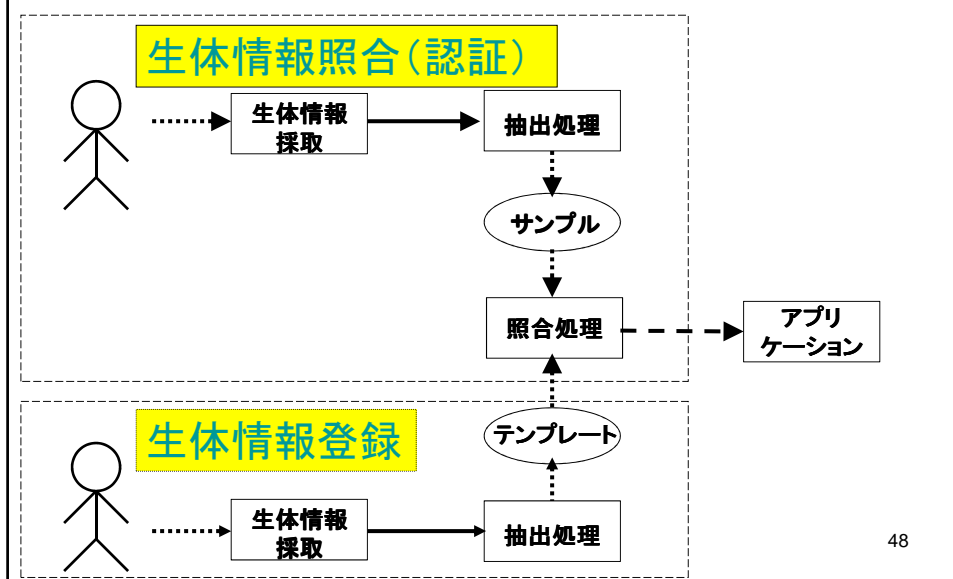 生体情報照合（認証）
生体情報
採取
抽出処理
サンプル
照合処理
アプリ
ケーション
テンプレート
生体情報登録
生体情報
採取
抽出処理
48